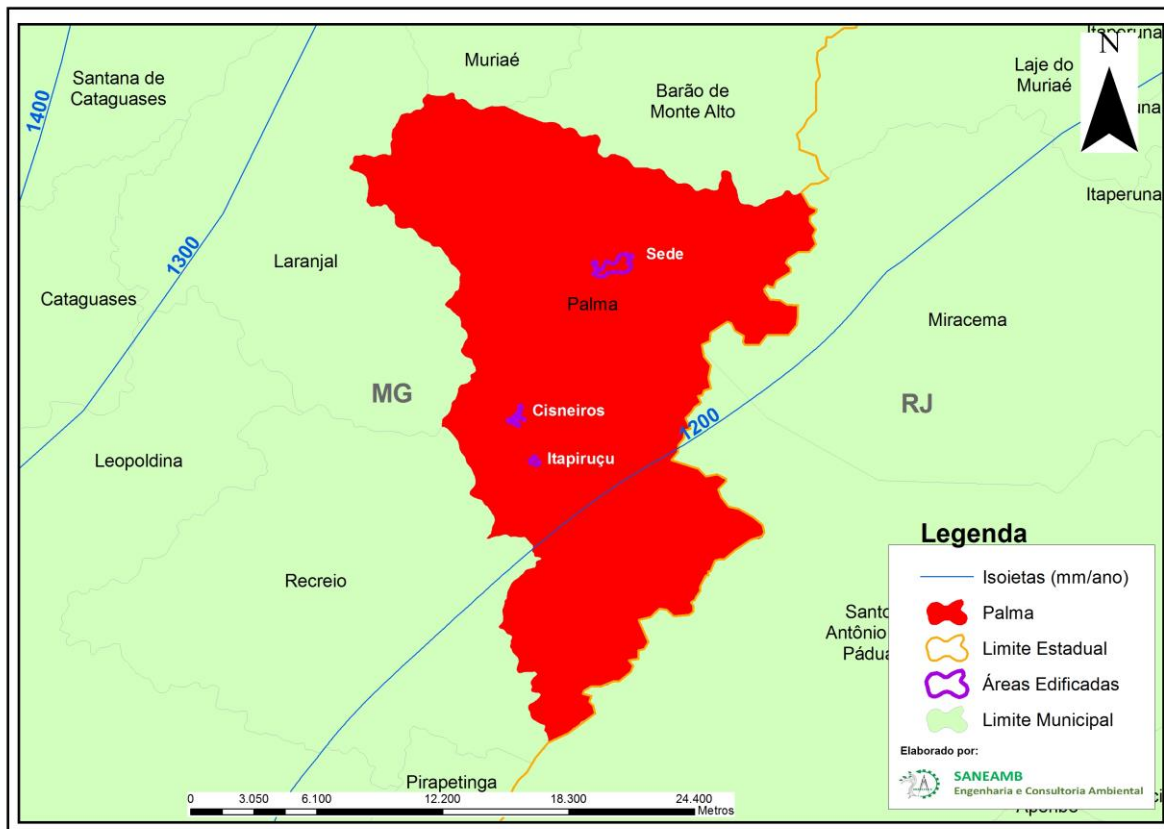 Muriaé
Itaperuna
N
Santana de
Cataguases
Laje do
Muriaé
1400
Barão de
Monte Alto
Itaperuna
1300
Laranjal
Sede
Cataguases
Palma
Miracema
MG
RJ
Cisneiros
1200
Leopoldina
Itapiruçu
Recreio
Legenda
Isoietas (mm/ano)
Palma
Limite Estadual
Áreas Edificadas
Limite Municipal
Santo
Antônio
Pádua
Elaborado por:
SANEAMB
Engenharia e Consultoria Ambiental
Pirapetinga
0 3.050 6.100 12.200 18.300 24.400
Metros